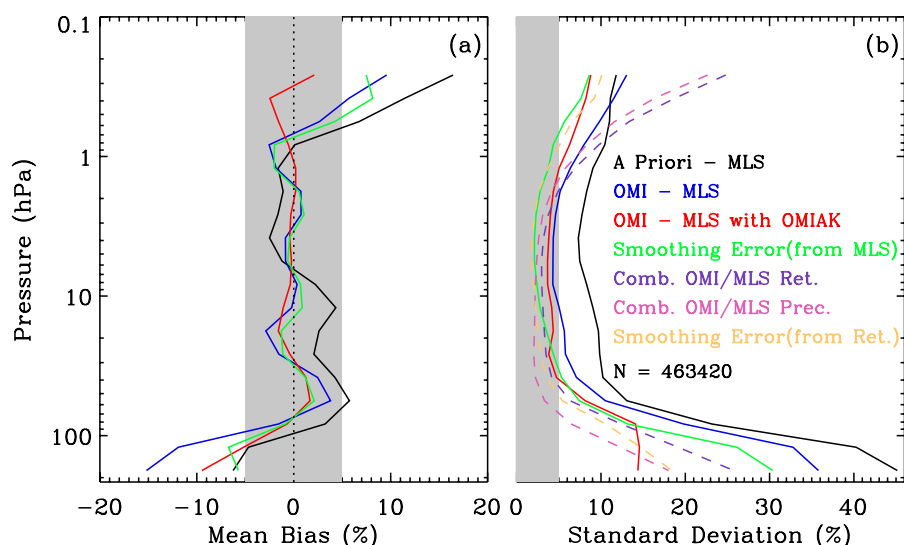 (a)
(b)
0.1
1
10
100
Pressure (hPa)
-20
-10
0
10
20
Mean Bias (%)
A Priori - MLS
OMI - MLS
OMI - MLS with OMIAK
Smoothing Error(from MLS)
Comb. OMI/MLS Ret.
Comb. OMI/MLS Prec.
Smoothing Error(from Ret.)
N = 463420
0
10
20
30
40
Standard Deviation (%)